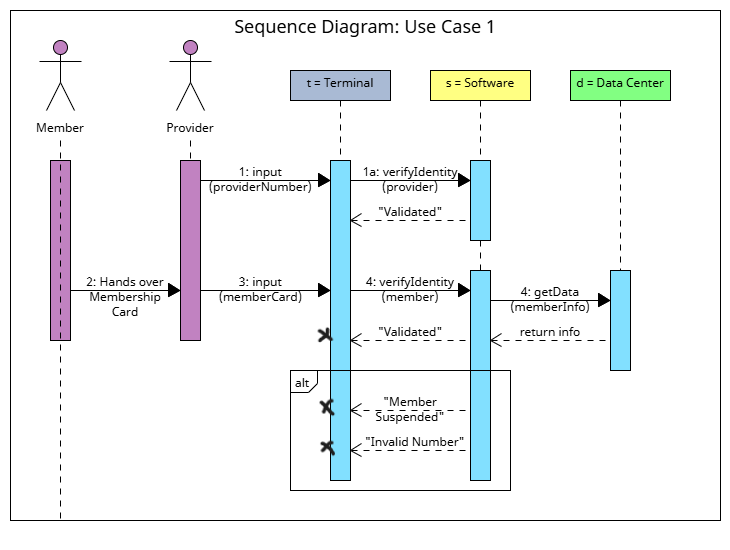 Sequence Diagram: Use Case 1
t = Terminal
s = Software
d = Data Center
Member
Provider
1: input
(providerNumber)
1a: verifyIdentity
(provider)
"Validated"
2: Hands over
Membership
Card
3: input
(memberCard)
4: verifyIdentity
(member)
4: getData
(memberInfo)
"Validated"
return info
alt
"Member
Suspended"
"Invalid Number"